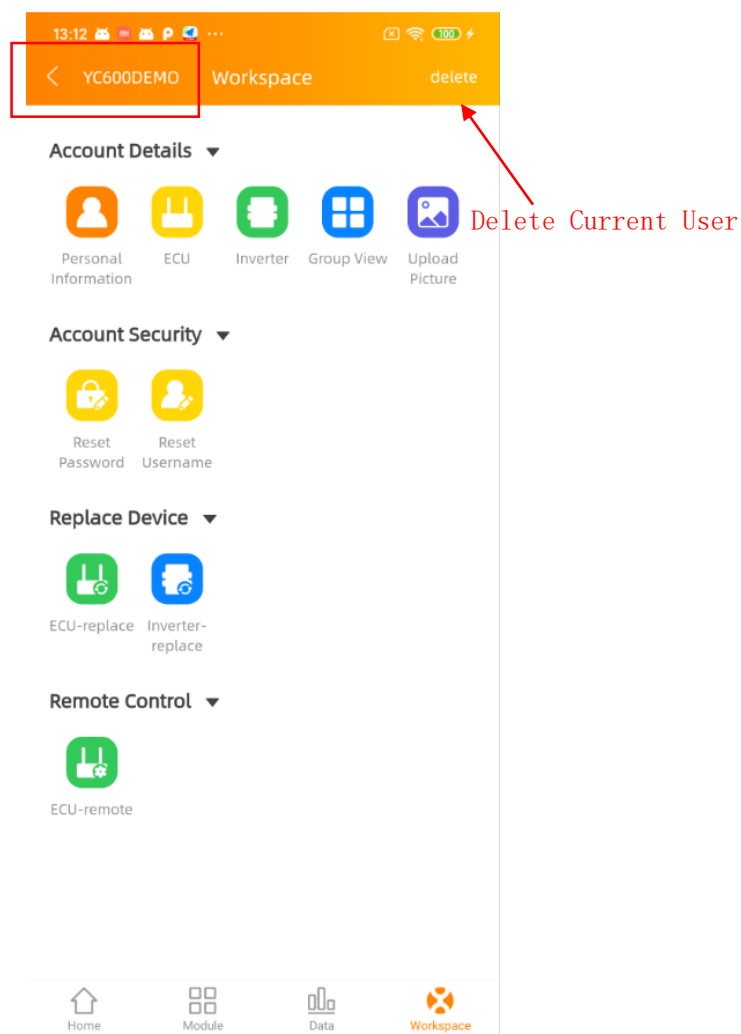 13:12
100
YC600DEMO Workspace delete
Account Details
Delete Current User
Personal Information
ECU
Inverter
Group View
Upload Picture
Account Security
Reset Password
Reset Username
Replace Device
ECU-replace
Inverter-replace
Remote Control
ECU-remote
Home Module Data Workspace